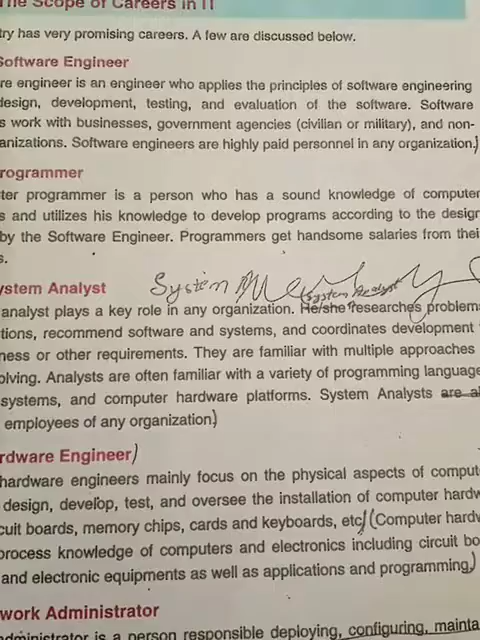 The Scope of Careers in IT
try has very promising careers. A few are discussed below.
Software Engineer
re engineer is an engineer who applies the principles of software engineering
design, development, testing, and evaluation of the software. Software
s work with businesses, government agencies (civilian or military), and non-
anizations. Software engineers are highly paid personnel in any organization.)
rogrammer
ter programmer is a person who has a sound knowledge of computer
s and utilizes his knowledge to develop programs according to the design
by the Software Engineer. Programmers get handsome salaries from thei
s.
System
(System Analyst
ystem Analyst
analyst plays a key role in any organization. He/she researches problem
tions, recommend software and systems, and coordinates development
ness or other requirements. They are familiar with multiple approaches
olving. Analysts are often familiar with a variety of programming language
systems, and computer hardware platforms. System Analysts are al
employees of any organization)
rdware Engineer)
hardware engineers mainly focus on the physical aspects of comput
design, develop, test, and oversee the installation of computer hardw
cuit boards, memory chips, cards and keyboards, etc) (Computer hardw
process knowledge of computers and electronics including circuit bo
and electronic equipments as well as applications and programming)
work Administrator
administrator is a person responsible deploying, configuring, mainta